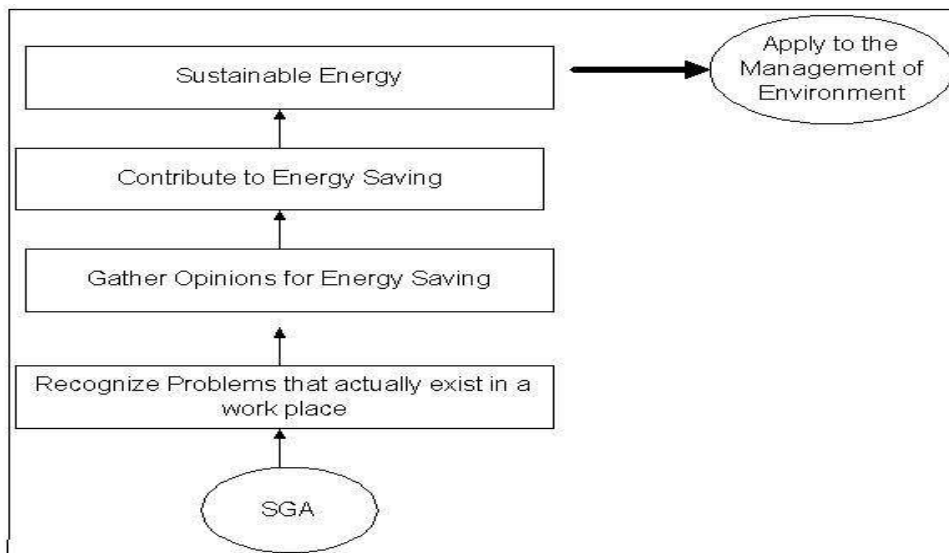 Sustainable Energy
Apply to the
Management of
Environment
Contribute to Energy Saving
Gather Opinions for Energy Saving
Recognize Problems that actually exist in a
work place
SGA